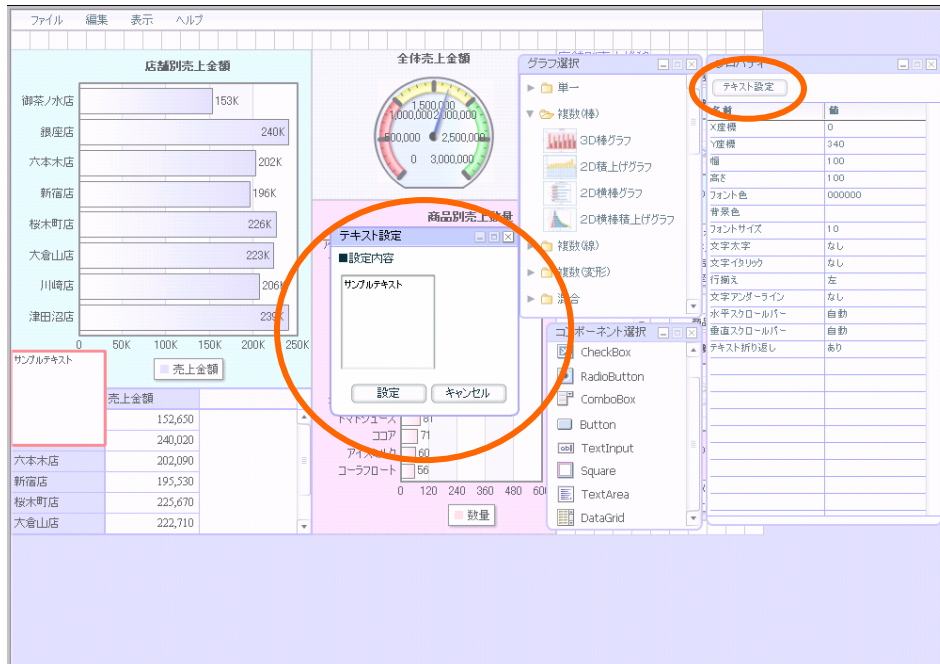 ファイル 編集 表示 ヘルプ
店舗別売上金額
御茶ノ水店 153K
銀座店 240K
六本木店 202K
新宿店 196K
桜木町店 226K
大倉山店 223K
川崎店 206K
津田沼店 239K
0 50K 100K 150K 200K 250K
売上金額
サンプルテキスト
売上金額
152,650
240,020
六本木店 202,090
新宿店 195,530
桜木町店 225,670
大倉山店 222,710
全体売上金額
0 500,000 1,000,000 1,500,000 2,000,000 2,500,000 3,000,000
商品別売上数量
トマトジュース 81
ココア 71
アイスミルク 60
コーラフロート 56
0 120 240 360 480 600
数量
テキスト設定
■設定内容
サンプルテキスト
設定 キャンセル
グラフ選択
単一
複数(棒)
3D棒グラフ
2D積上げグラフ
2D横棒グラフ
2D横棒積上げグラフ
複数(線)
複数(変形)
混合
コンポーネント選択
CheckBox
RadioButton
ComboBox
Button
TextInput
Square
TextArea
DataGrid
プロパティ
テキスト設定
名前 値
X座標 0
Y座標 340
幅 100
高さ 100
フォント色 000000
背景色
フォントサイズ 10
文字太字 なし
文字イタリック なし
行揃え 左
文字アンダーライン なし
水平スクロールバー 自動
垂直スクロールバー 自動
テキスト折り返し あり